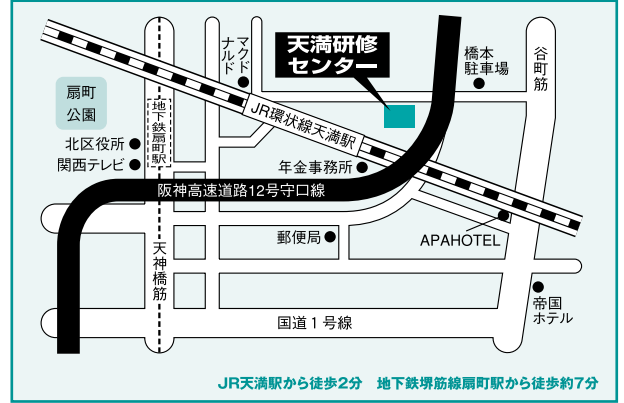 天満研修
センター
マクド
ナルド
橋本
駐車場
谷町筋
扇町
公園
地下鉄扇町駅
JR環状線天満駅
北区役所
関西テレビ
年金事務所
阪神高速道路12号守口線
郵便局
APAHOTEL
天神橋筋
帝国
ホテル
国道1号線
JR天満駅から徒歩2分 地下鉄堺筋線扇町駅から徒歩約7分